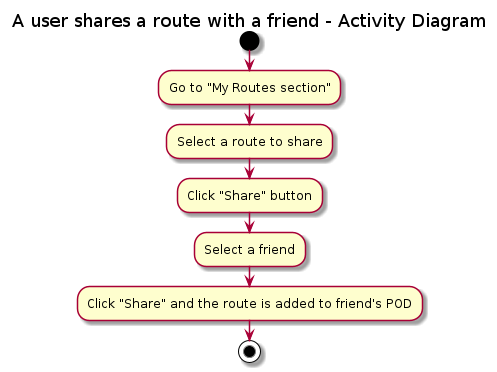 A user shares a route with a friend - Activity Diagram
Go to "My Routes section"
Select a route to share
Click "Share" button
Select a friend
Click "Share" and the route is added to friend's POD